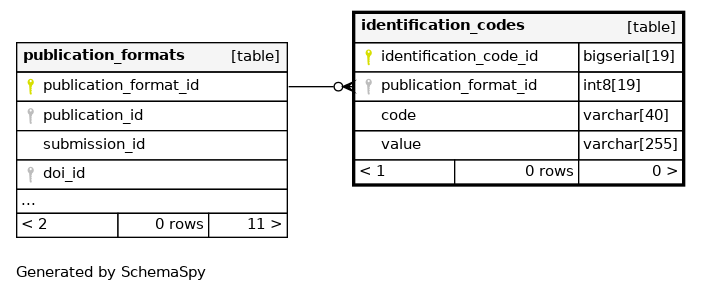 publication_formats [table]
publication_format_id
publication_id
submission_id
doi_id
...
< 2 0 rows 11 >
identification_codes [table]
identification_code_id bigserial[19]
publication_format_id int8[19]
code varchar[40]
value varchar[255]
< 1 0 rows 0 >
Generated by SchemaSpy